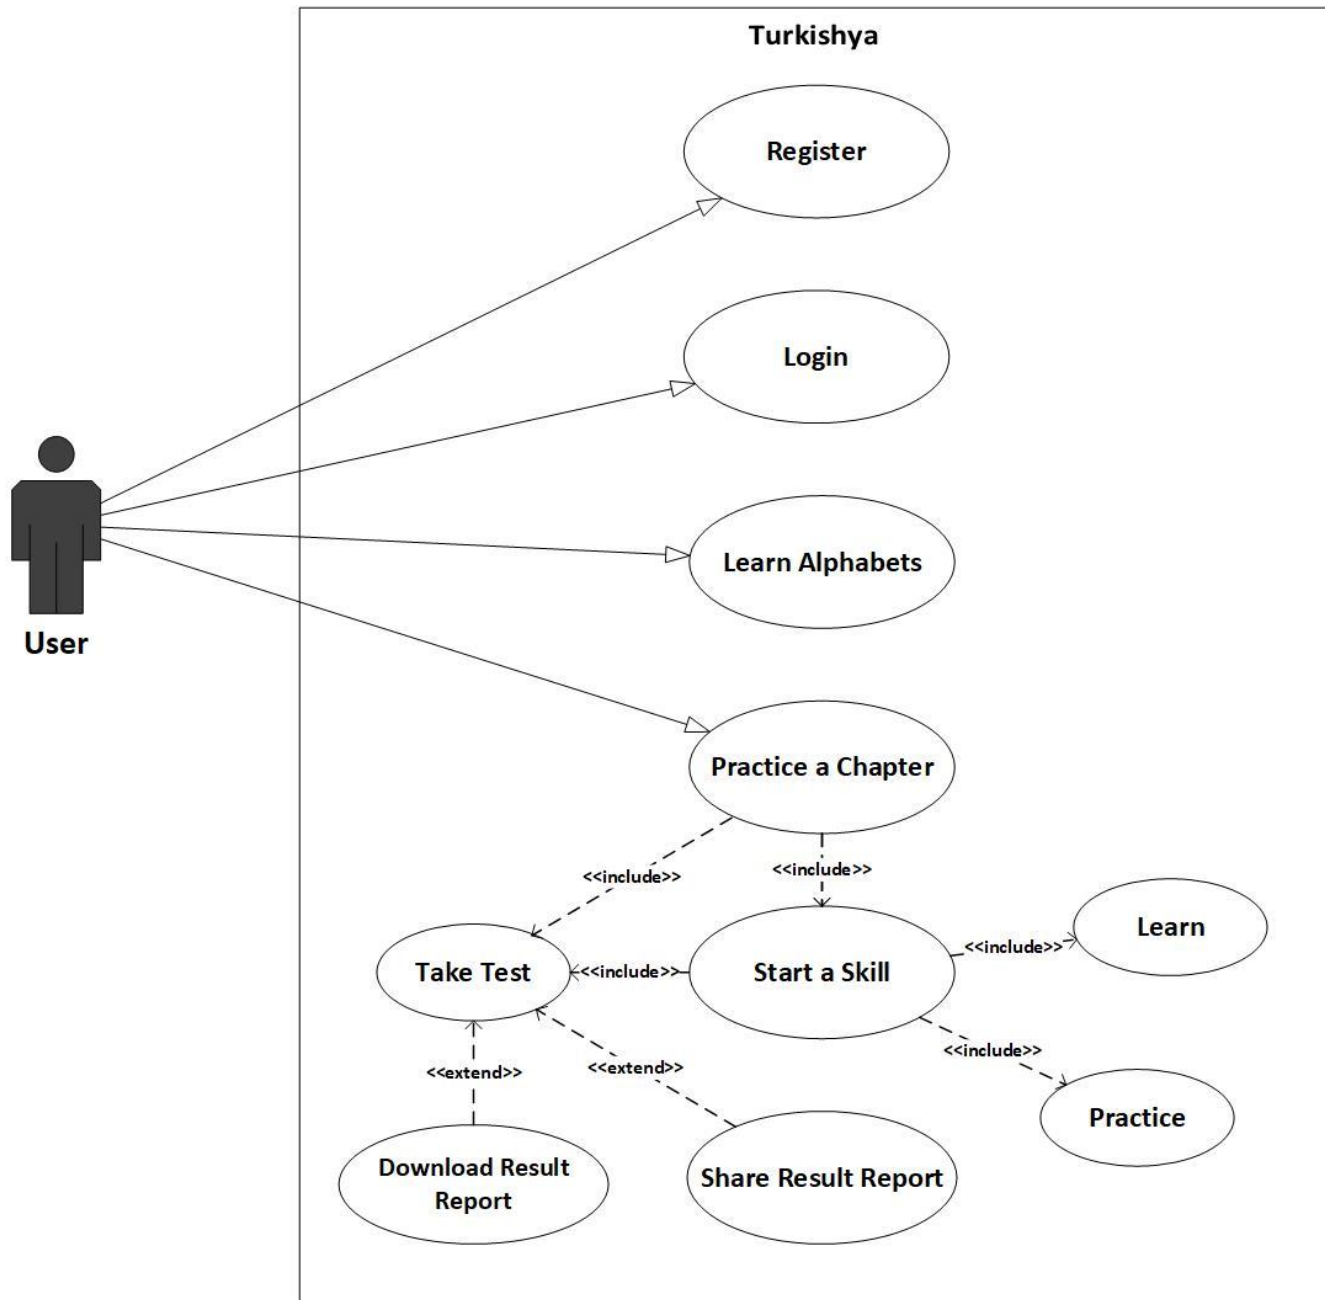 Turkishya
Register
Login
Learn Alphabets
User
Practice a Chapter
<<include>>
<<include>>
Learn
<<include>>
Take Test
<<include>>
Start a Skill
<<include>>
<<extend>>
<<extend>>
Practice
Download Result
Report
Share Result Report